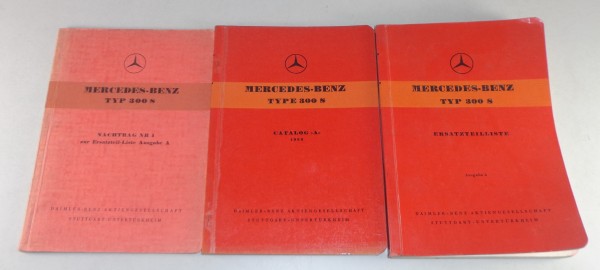 MERCEDES-BENZ
TYP 300 S
NACHTRAG NR 1
zur Ersatzteil-Liste Ausgabe A
DAIMLER-BENZ AKTIENGESELLSCHAFT
STUTTGART-UNTERTÜRKHEIM
MERCEDES-BENZ
TYPE 300 S
CATALOG »A«
DAIMLER-BENZ AKTIENGESELLSCHAFT
STUTTGART-UNTERTÜRKHEIM
MERCEDES-BENZ
TYP 300 S
ERSATZTEILLISTE
Ausgabe A
DAIMLER-BENZ AKTIENGESELLSCHAFT
STUTTGART-UNTERTÜRKHEIM